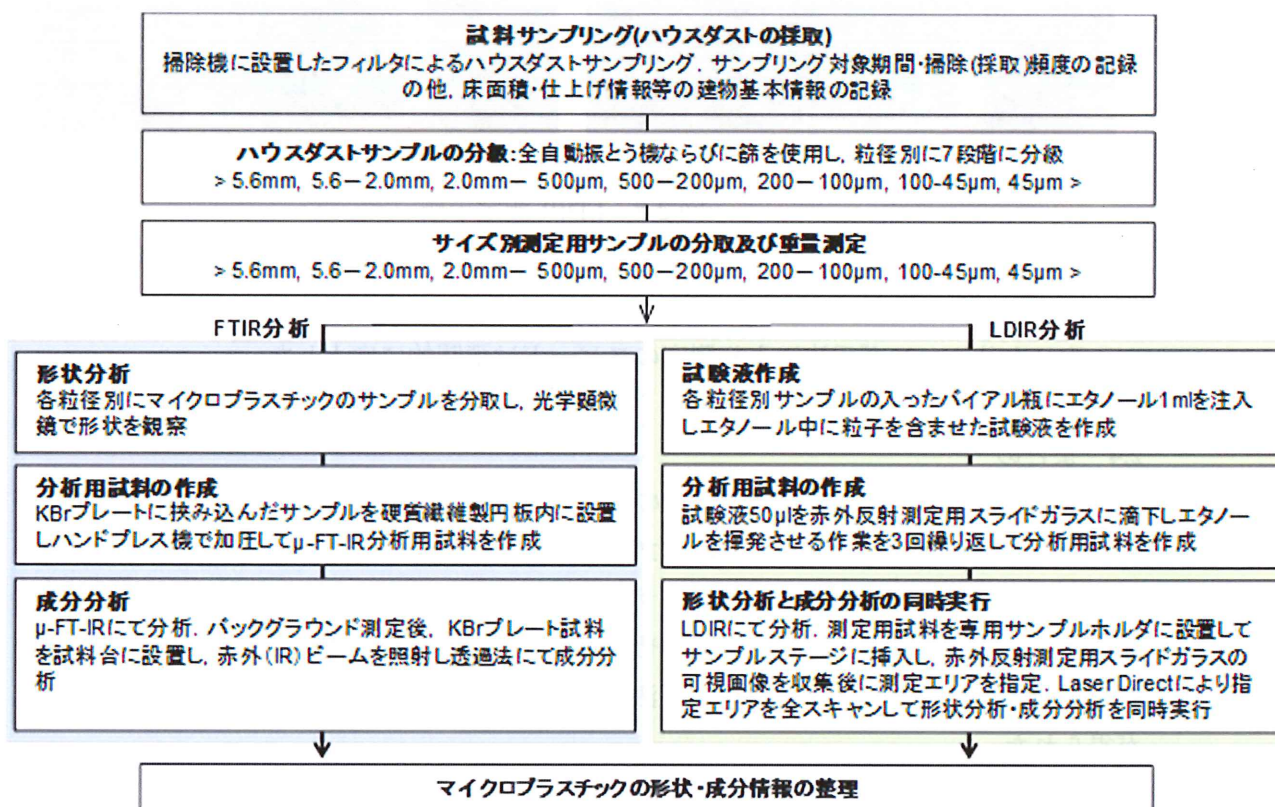 試料サンプリング(ハウスダストの採取)
掃除機に設置したフィルタによるハウスダストサンプリング．サンプリング対象期間・掃除(採取)頻度の記録
の他，床面積・仕上げ情報等の建物基本情報の記録
ハウスダストサンプルの分級：全自動振とう機ならびに篩を使用し，粒径別に7段階に分級
> 5.6mm, 5.6－2.0mm, 2.0mm－ 500μm, 500－200μm, 200－100μm, 100-45μm, 45μm >
サイズ別測定用サンプルの分取及び重量測定
> 5.6mm, 5.6－2.0mm, 2.0mm－ 500μm, 500－200μm, 200－100μm, 100-45μm, 45μm >
FTIR分析
形状分析
各粒径別にマイクロプラスチックのサンプルを分取し，光学顕微
鏡で形状を観察
分析用試料の作成
KBrプレートに挟み込んだサンプルを硬質繊維製円板内に設置
しハンドプレス機で加圧してμ-FT-IR分析用試料を作成
成分分析
μ-FT-IRにて分析．バックグラウンド測定後，KBrプレート試料
を試料台に設置し，赤外(IR)ビームを照射し透過法にて成分分
析
LDIR分析
試験液作成
各粒径別サンプルの入ったバイアル瓶にエタノール1mlを注入
しエタノール中に粒子を含ませた試験液を作成
分析用試料の作成
試験液50μlを赤外反射測定用スライドガラスに滴下しエタノー
ルを揮発させる作業を3回繰り返して分析用試料を作成
形状分析と成分分析の同時実行
LDIRにて分析．測定用試料を専用サンプルホルダに設置して
サンプルステージに挿入し，赤外反射測定用スライドガラスの
可視画像を収集後に測定エリアを指定．Laser Directにより指
定エリアを全スキャンして形状分析・成分分析を同時実行
マイクロプラスチックの形状・成分情報の整理